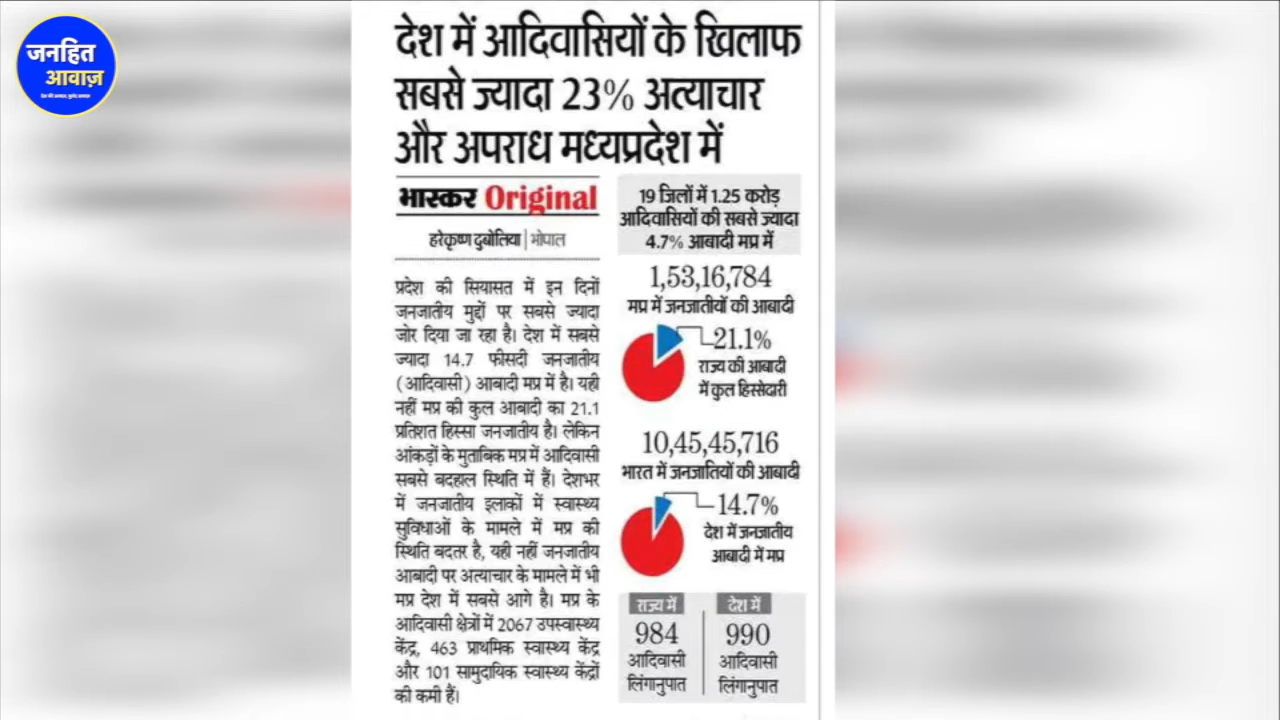 जनहित
आवाज़
देश में आदिवासियों के खिलाफ
सबसे ज्यादा 23% अत्याचार
और अपराध मध्यप्रदेश में
भास्कर Original
हरेकृष्ण दुबोलिया | भोपाल
प्रदेश की सियासत में इन दिनों
जनजातीय मुद्दों पर सबसे ज्यादा
जोर दिया जा रहा है। देश में सबसे
ज्यादा 14.7 फीसदी जनजातीय
(आदिवासी) आबादी मप्र में है। यही
नहीं मप्र की कुल आबादी का 21.1
प्रतिशत हिस्सा जनजातीय है। लेकिन
आंकड़ों के मुताबिक मप्र में आदिवासी
सबसे बदहाल स्थिति में हैं। देशभर
में जनजातीय इलाकों में स्वास्थ्य
सुविधाओं के मामले में मप्र की
स्थिति बदतर है, यही नहीं जनजातीय
आबादी पर अत्याचार के मामले में भी
मप्र देश में सबसे आगे है। मप्र के
आदिवासी क्षेत्रों में 2067 उपस्वास्थ्य
केंद्र, 463 प्राथमिक स्वास्थ्य केंद्र
और 101 सामुदायिक स्वास्थ्य केंद्रों
की कमी हैं।
19 जिलों में 1.25 करोड़
आदिवासियों की सबसे ज्यादा
4.7% आबादी मप्र में
1,53,16,784
मप्र में जनजातीयों की आबादी
21.1%
राज्य की आबादी
में कुल हिस्सेदारी
10,45,45,716
भारत में जनजातियों की आबादी
14.7%
देश में जनजातीय
आबादी में मप्र
राज्य में
984
आदिवासी
लिंगानुपात
देश में
990
आदिवासी
लिंगानुपात